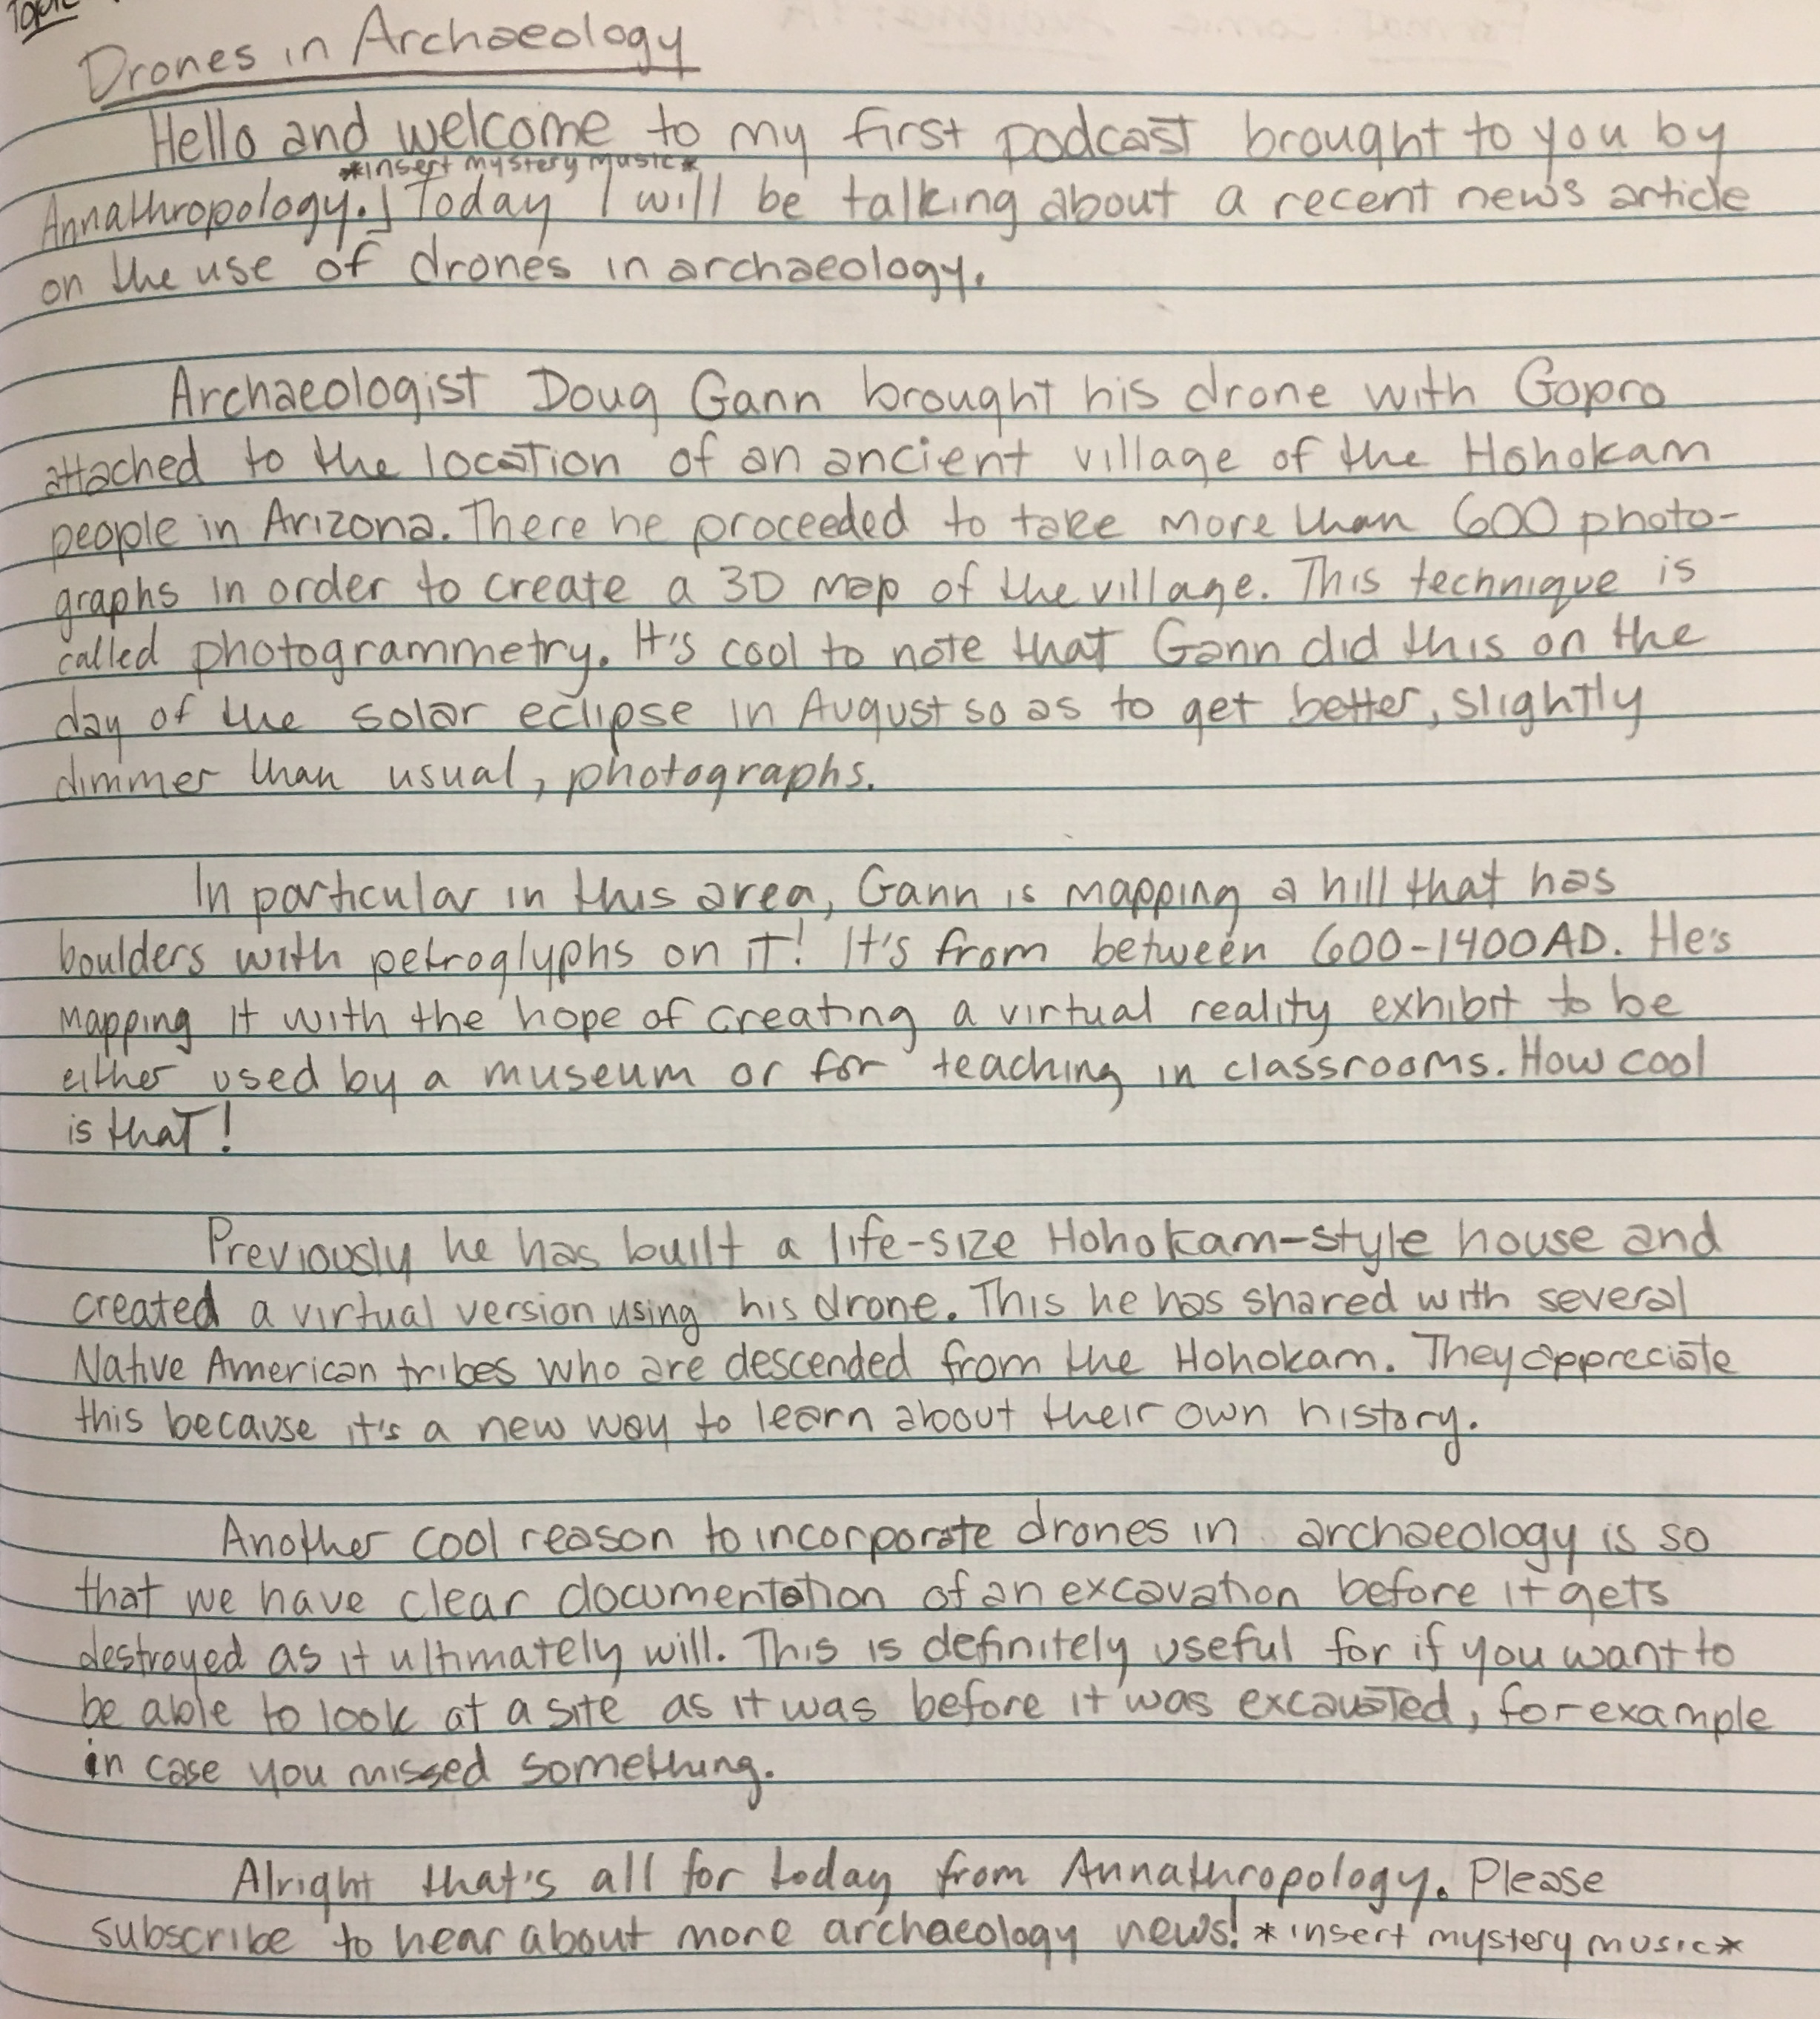 Topic
Drones in Archaeology
Hello and welcome to my first podcast brought to you by
*insert mystery music*
Annathropology. Today I will be talking about a recent news article
on the use of drones in archaeology.
Archaeologist Doug Gann brought his drone with Gopro
attached to the location of an ancient village of the Hohokam
people in Arizona. There he proceeded to take more than 600 photo-
graphs in order to create a 3D map of the village. This technique is
called photogrammetry. It's cool to note that Gann did this on the
day of the solar eclipse in August so as to get better, slightly
dimmer than usual, photographs.
In particular in this area, Gann is mapping a hill that has
boulders with petroglyphs on it! It's from between 600-1400AD. He's
mapping it with the hope of creating a virtual reality exhibit to be
either used by a museum or for teaching in classrooms. How cool
is that!
Previously he has built a life-size Hohokam-style house and
created a virtual version using his drone. This he has shared with several
Native American tribes who are descended from the Hohokam. They appreciate
this because it's a new way to learn about their own history.
Another cool reason to incorporate drones in archaeology is so
that we have clear documentation of an excavation before it gets
destroyed as it ultimately will. This is definitely useful for if you want to
be able to look at a site as it was before it was excavated, for example
in case you missed something.
Alright that's all for today from Annathropology. Please
subscribe to hear about more archaeology news! *insert mystery music*